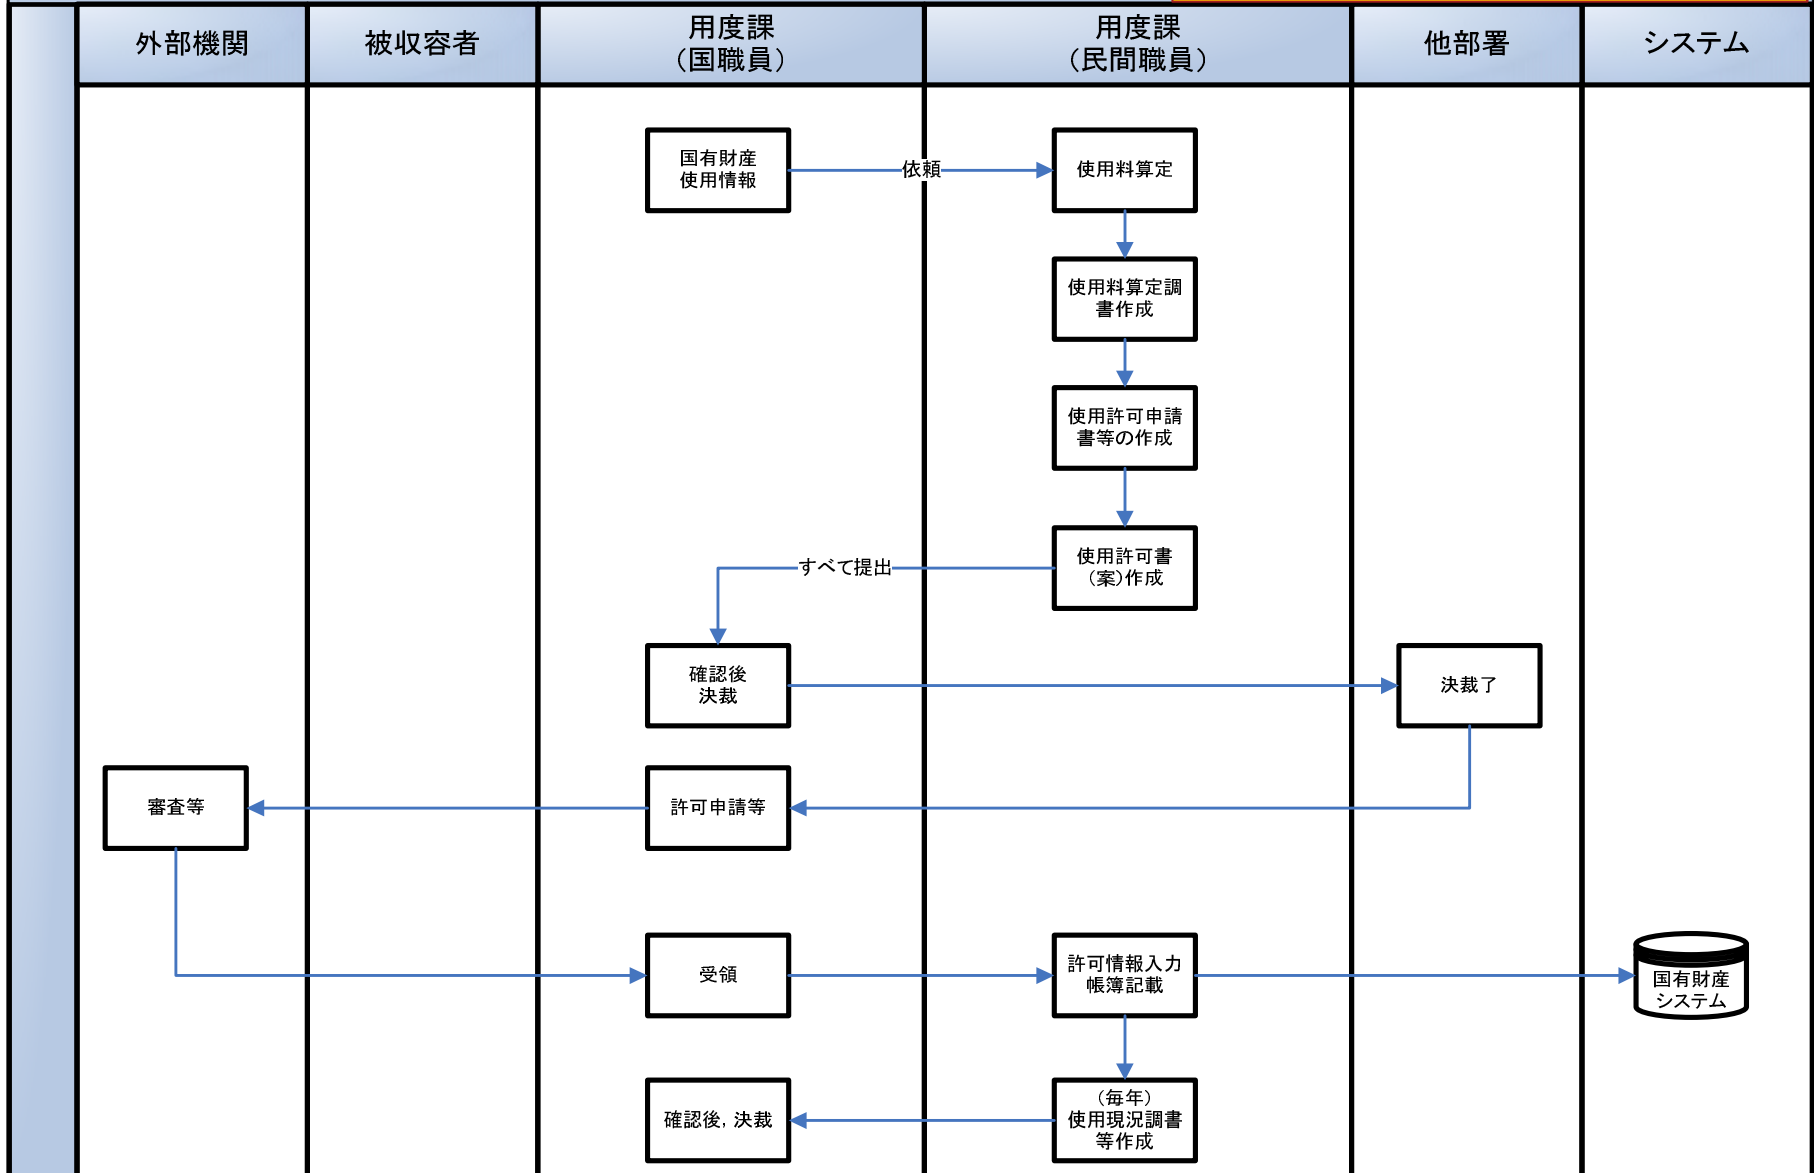 外部機関
被収容者
用度課
（国職員）
用度課
（民間職員）
他部署
システム
国有財産
使用情報
依頼
使用料算定
使用料算定調
書作成
使用許可申請
書等の作成
使用許可書
（案）作成
すべて提出
確認後
決裁
決裁了
審査等
許可申請等
受領
許可情報入力
帳簿記載
国有財産
システム
確認後，決裁
（毎年）
使用現況調書
等作成